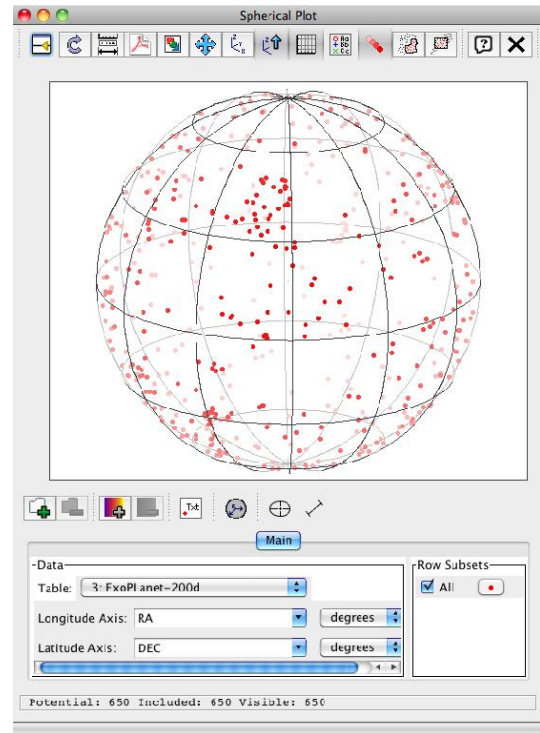 Spherical Plot
Txt
Main
Data
Row Subsets
Table: 3: ExoPlanet-200d
All
Longitude Axis: RA degrees
Latitude Axis: DEC degrees
Potential: 650 Included: 650 Visible: 650